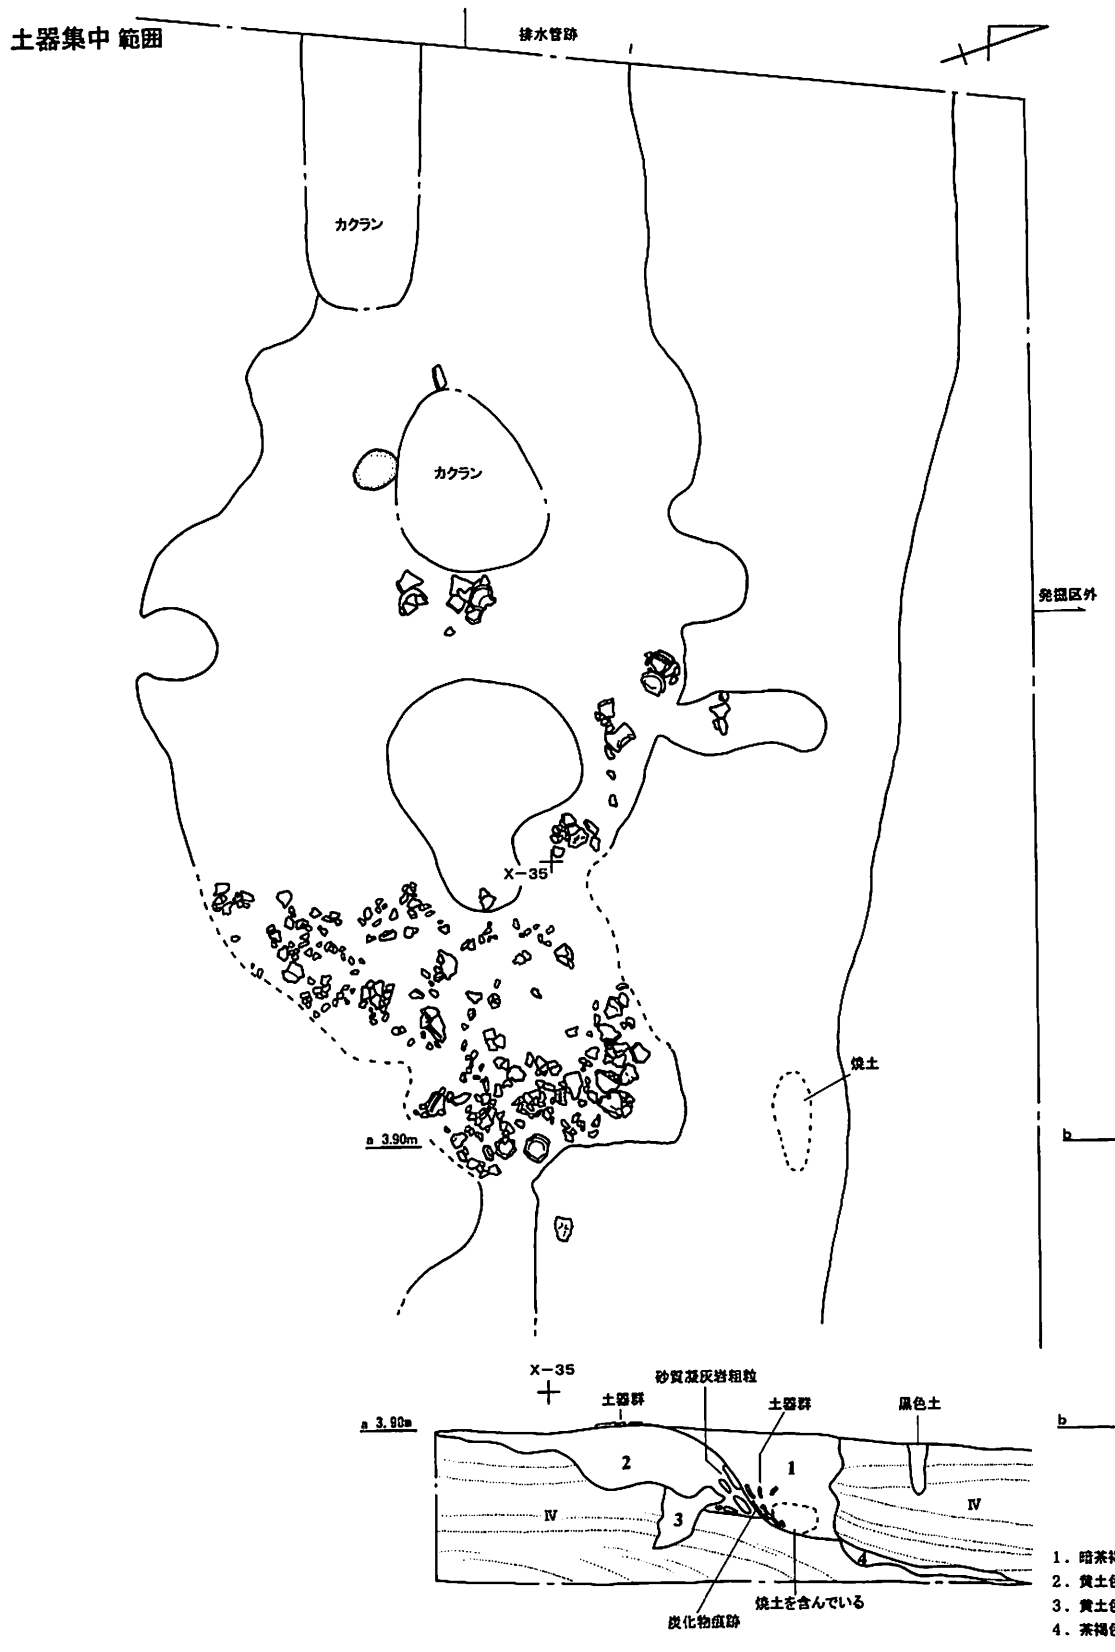 土器集中 範囲
排水管跡
カクラン
カクラン
発掘区外
X-35
焼土
a 3.90m
b
X-35
砂質凝灰岩粗粒
土器群
土器群
黒色土
a 3.90m
b
2
1
IV
3
IV
4
1. 暗茶褐
2. 黄土色
3. 黄土色
4. 茶褐色
焼土を含んでいる
炭化物痕跡